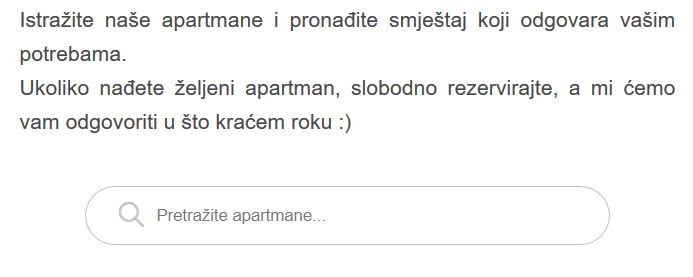 Istražite naše apartmane i pronađite smještaj koji odgovara vašim
potrebama.
Ukoliko nađete željeni apartman, slobodno rezervirajte, a mi ćemo
vam odgovoriti u što kraćem roku :)
Pretražite apartmane...